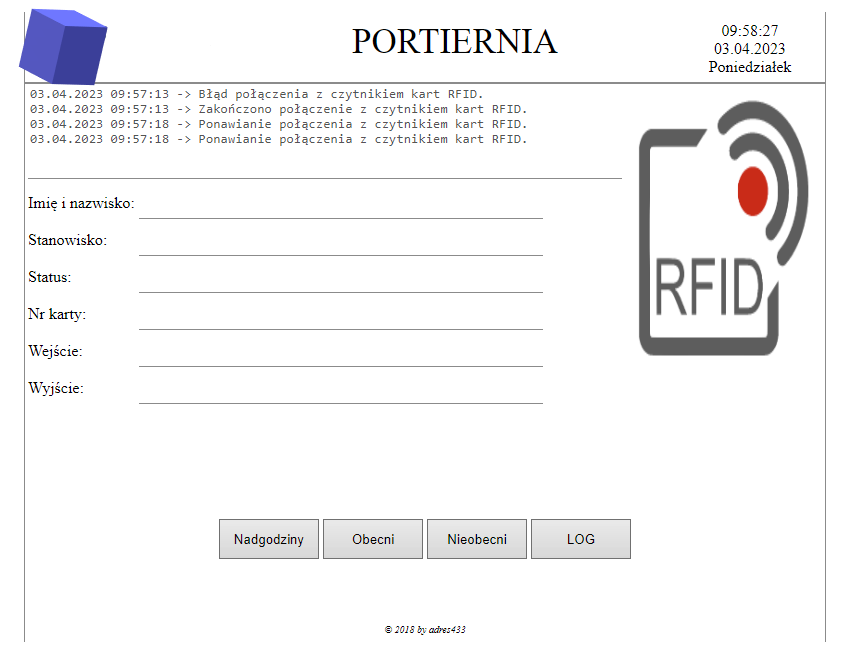 PORTIERNIA
09:58:27
03.04.2023
Poniedziałek
03.04.2023 09:57:13 -> Błąd połączenia z czytnikiem kart RFID.
03.04.2023 09:57:13 -> Zakończono połączenie z czytnikiem kart RFID.
03.04.2023 09:57:18 -> Ponawianie połączenia z czytnikiem kart RFID.
03.04.2023 09:57:18 -> Ponawianie połączenia z czytnikiem kart RFID.
Imię i nazwisko:
Stanowisko:
Status:
Nr karty:
Wejście:
Wyjście:
RFID
Nadgodziny Obecni Nieobecni LOG
© 2018 by adres433